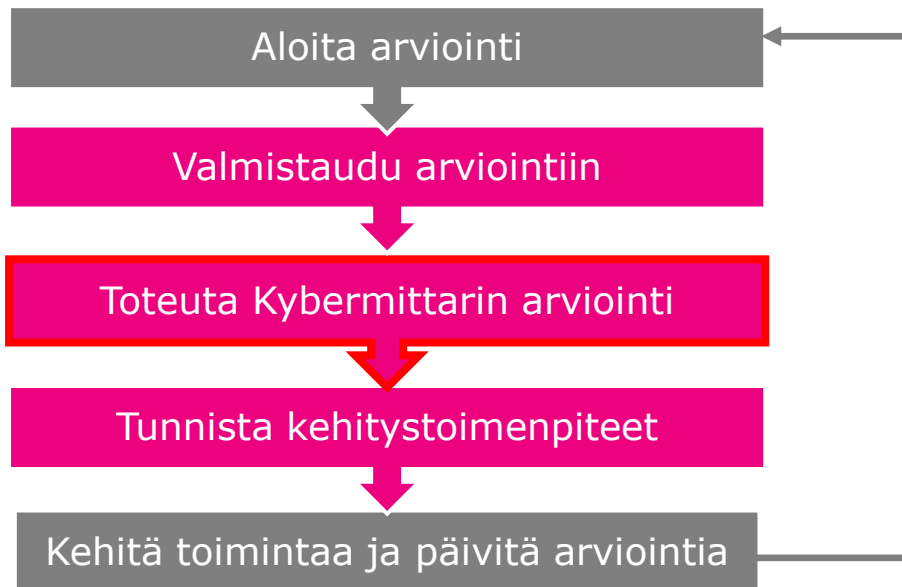 Aloita arviointi
Valmistaudu arviointiin
Toteuta Kybermittarin arviointi
Tunnista kehitystoimenpiteet
Kehitä toimintaa ja päivitä arviointia